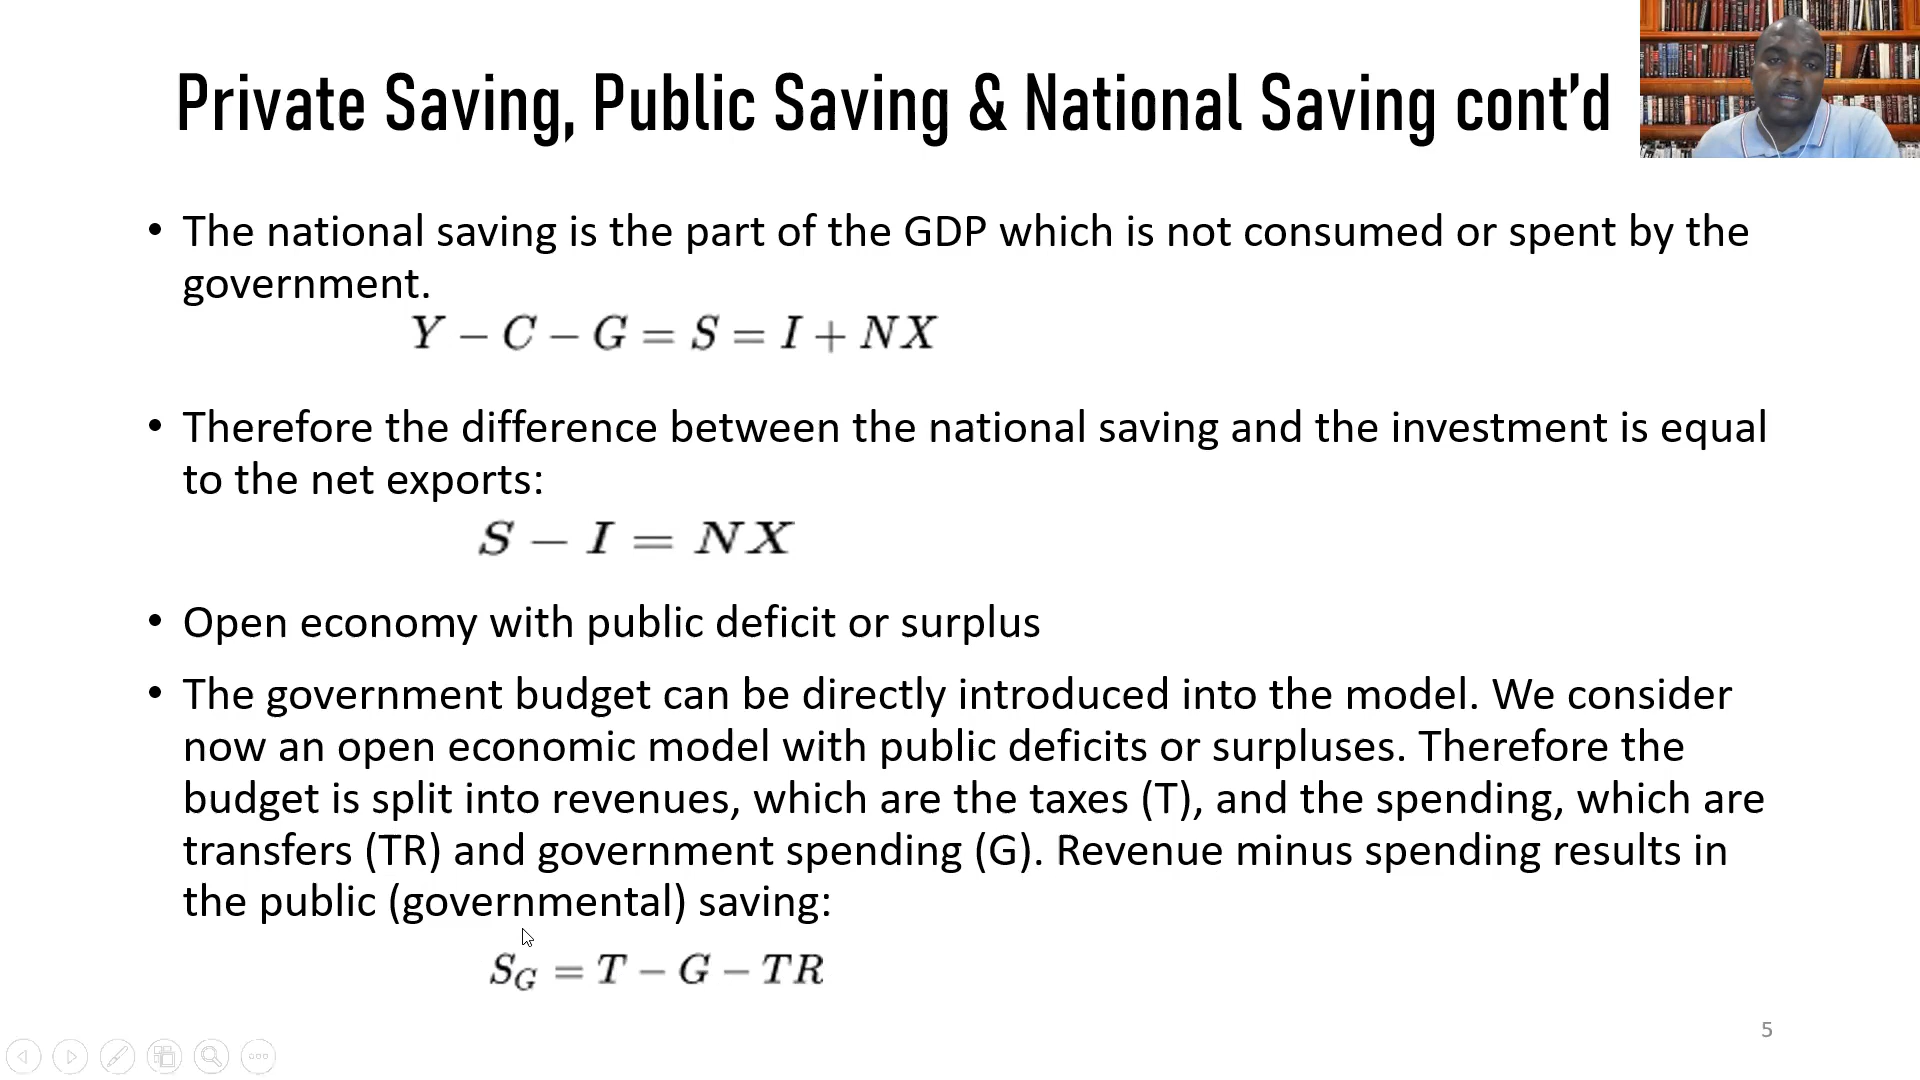 Private Saving, Public Saving & National Saving cont'd
• The national saving is the part of the GDP which is not consumed or spent by the
government.
Y − C − G = S = I + NX
• Therefore the difference between the national saving and the investment is equal
to the net exports:
S − I = NX
• Open economy with public deficit or surplus
• The government budget can be directly introduced into the model. We consider
now an open economic model with public deficits or surpluses. Therefore the
budget is split into revenues, which are the taxes (T), and the spending, which are
transfers (TR) and government spending (G). Revenue minus spending results in
the public (governmental) saving:
S_G = T − G − TR
5